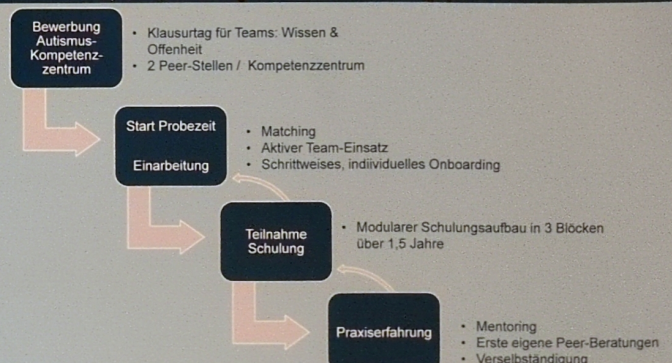 Bewerbung
Autismus-
Kompetenz-
zentrum
• Klausurtag für Teams: Wissen &
Offenheit
• 2 Peer-Stellen / Kompetenzzentrum
Start Probezeit
Einarbeitung
• Matching
• Aktiver Team-Einsatz
• Schrittweises, indiividuelles Onboarding
Teilnahme
Schulung
• Modularer Schulungsaufbau in 3 Blöcken
über 1,5 Jahre
Praxiserfahrung
• Mentoring
• Erste eigene Peer-Beratungen
• Verselbständigung